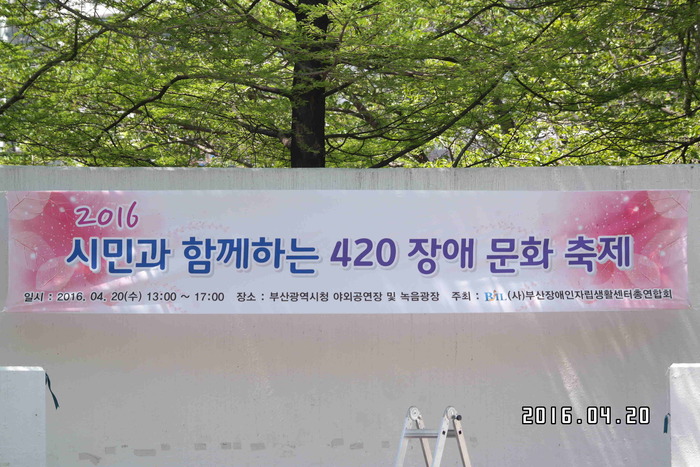 2016
시민과 함께하는 420 장애 문화 축제
일시 : 2016. 04. 20(수) 13:00 ~ 17:00 장소 : 부산광역시청 야외공연장 및 녹음광장 주최 : BIL (사)부산장애인자립생활센터총연합회
2016.04.20